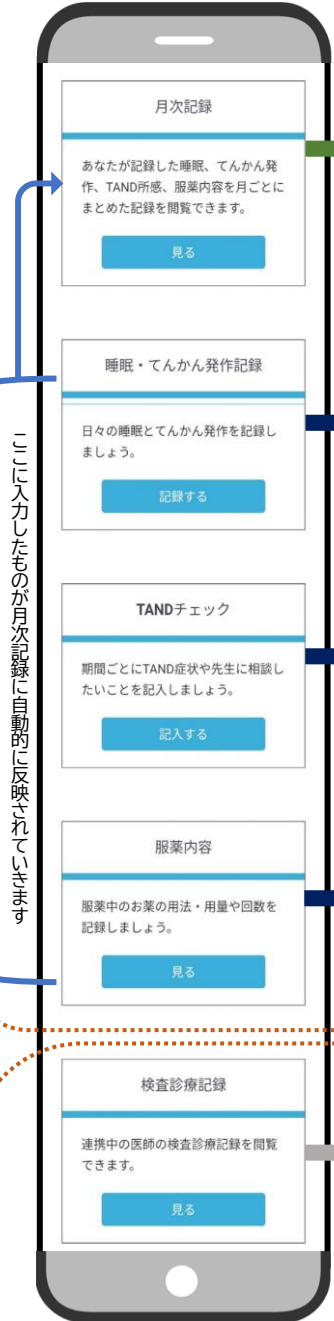 月次記録
あなたが記録した睡眠、てんかん発
作、TAND所感、服薬内容を月ごとに
まとめた記録を閲覧できます。
見る
睡眠・てんかん発作記録
日々の睡眠とてんかん発作を記録し
ましょう。
記録する
TANDチェック
期間ごとにTAND症状や先生に相談し
たいことを記入しましょう。
記入する
服薬内容
服薬中のお薬の用法・用量や回数を
記録しましょう。
見る
検査診療記録
連携中の医師の検査診療記録を閲覧
できます。
見る
ここに入力したものが月次記録に自動的に反映されていきます